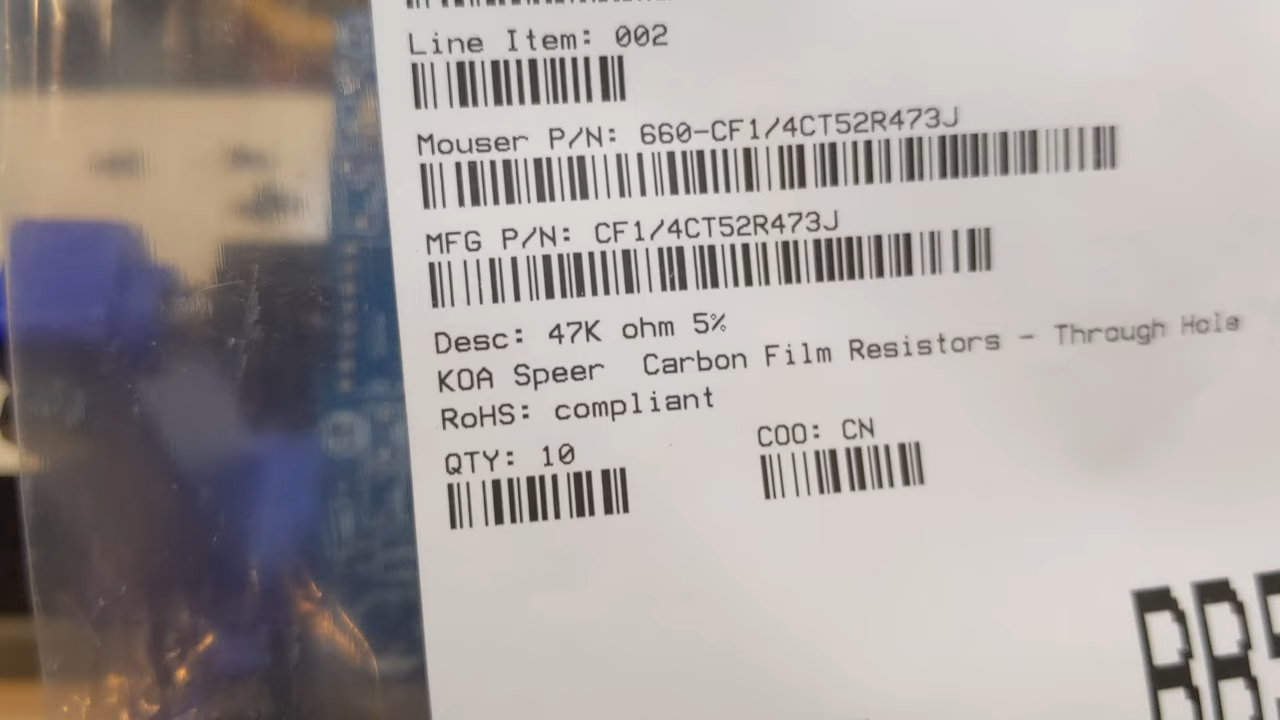 Line Item: 002
Mouser P/N: 660-CF1/4CT52R473J
MFG P/N: CF1/4CT52R473J
Desc: 47K ohm 5%
KOA Speer Carbon Film Resistors - Through Hole
RoHS: compliant
QTY: 10 COO: CN